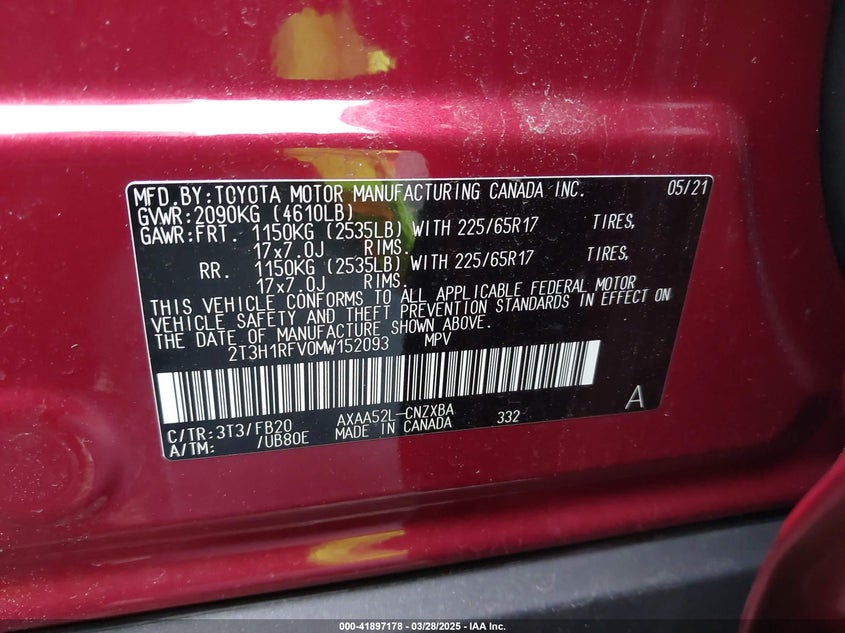 MFD.BY:TOYOTA MOTOR MANUFACTURING CANADA INC. 05/21
GVWR:2090KG (4610LB)
GAWR:FRT. 1150KG (2535LB) WITH 225/65R17 TIRES,
17x7.0J RIMS.
RR. 1150KG (2535LB) WITH 225/65R17 TIRES,
17x7.0J RIMS.
THIS VEHICLE CONFORMS TO ALL APPLICABLE FEDERAL MOTOR
VEHICLE SAFETY AND THEFT PREVENTION STANDARDS IN EFFECT ON
THE DATE OF MANUFACTURE SHOWN ABOVE.
2T3H1RFV0MW152093 MPV
C/TR:3T3/FB20 AXAA52L-CNZXBA 332 A
A/TM: /UB80E MADE IN CANADA
000-41897178 | 03/28/2025 | IAA Inc.